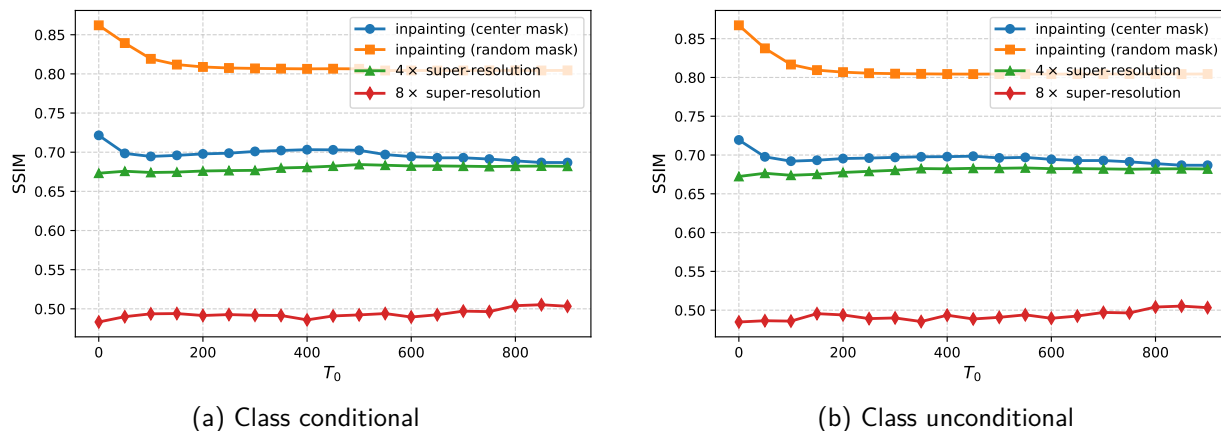 inpainting (center mask)
inpainting (random mask)
4× super-resolution
8× super-resolution
0.85
0.80
0.75
0.70
0.65
0.60
0.55
0.50
SSIM
0 200 400 600 800
T0
(a) Class conditional
inpainting (center mask)
inpainting (random mask)
4× super-resolution
8× super-resolution
0.85
0.80
0.75
0.70
0.65
0.60
0.55
0.50
SSIM
0 200 400 600 800
T0
(b) Class unconditional